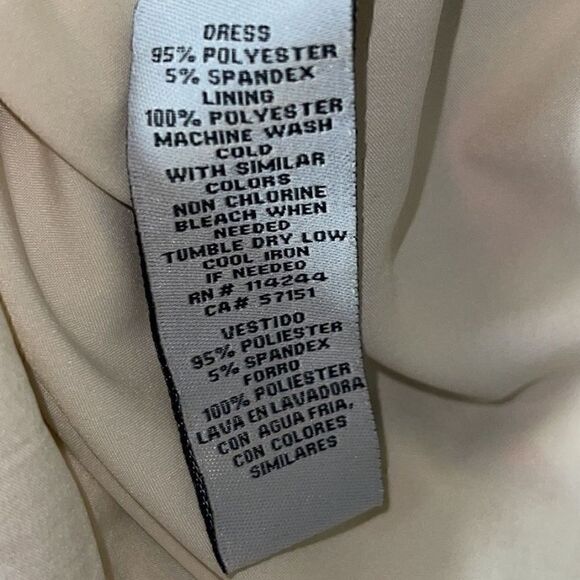 DRESS
95% POLYESTER
5% SPANDEX
LINING
100% POLYESTER
MACHINE WASH
COLD
WITH SIMILAR
COLORS
NON CHLORINE
BLEACH WHEN
NEEDED
TUMBLE DRY LOW
COOL IRON
IF NEEDED
RN# 114244
CA# 57151
VESTIDO
95% POLIESTER
5% SPANDEX
FORRO
100% POLIESTER
LAVA EN LAVADORA
CON AGUA FRIA,
CON COLORES
SIMILARES